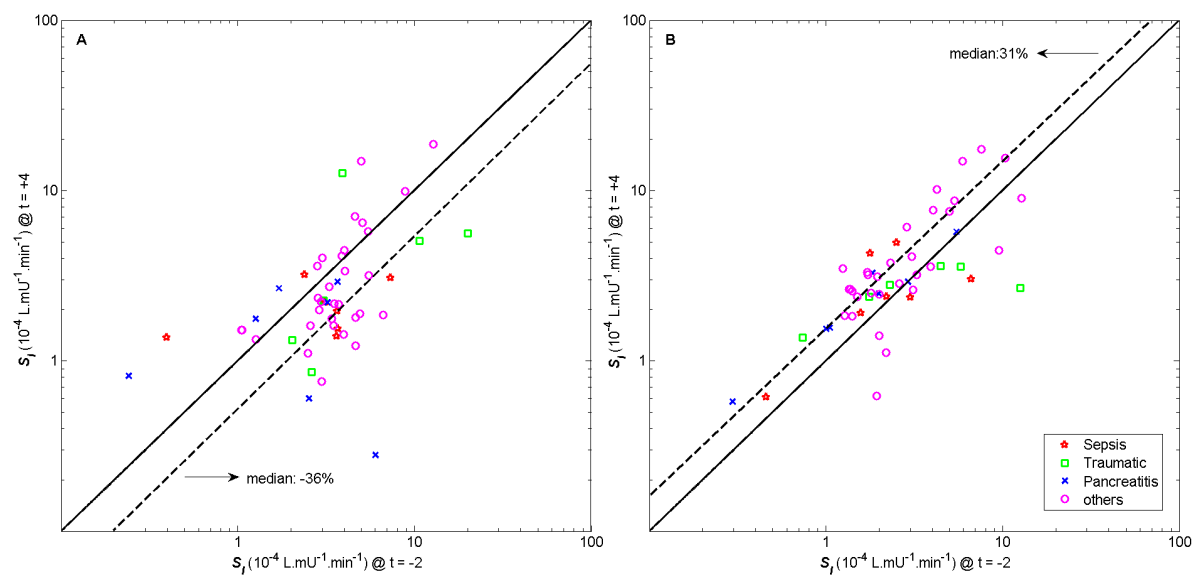 A
100
10
1
S_I (10⁻⁴ L.mU⁻¹.min⁻¹) @ t = +4
median: -36%
1
10
100
S_I (10⁻⁴ L.mU⁻¹.min⁻¹) @ t = -2
B
100
10
1
S_I (10⁻⁴ L.mU⁻¹.min⁻¹) @ t = +4
median:31%
Sepsis
Traumatic
Pancreatitis
others
1
10
100
S_I (10⁻⁴ L.mU⁻¹.min⁻¹) @ t = -2